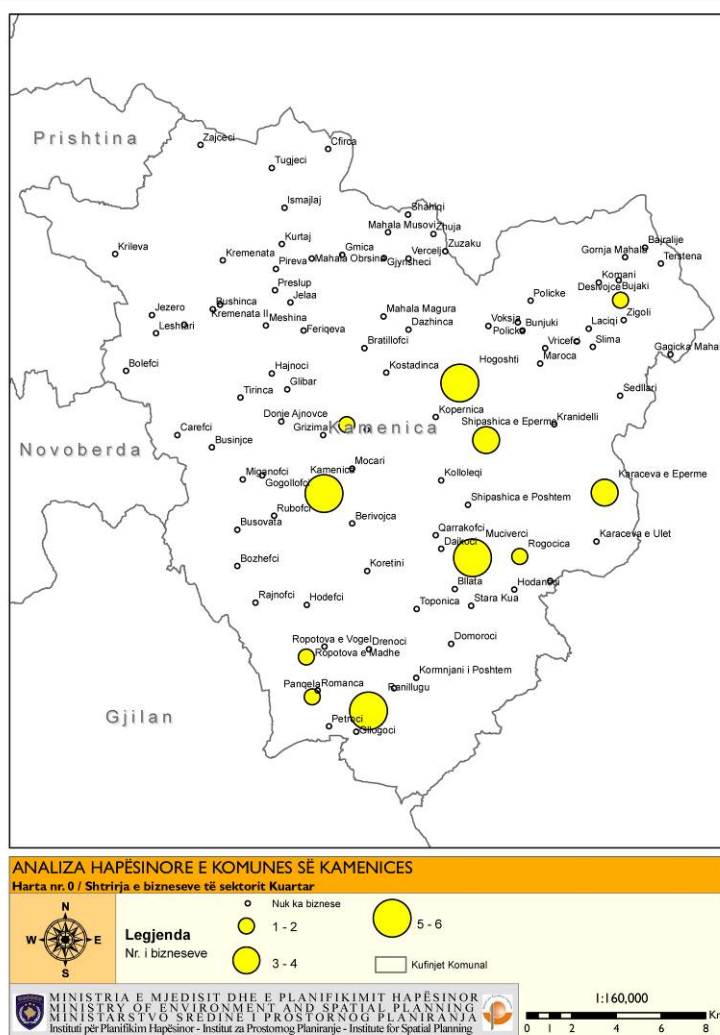 Prishtina
Zajceci
Cfirca
Tugjeci
Ismajlaj
Shahiqi
Mahala Musovi
Zhuja
Kurtaj
Krileva
Kremenata
Pireva
Mahala Obrsina
Gmica
Gjyrisheci
Vercelj
Zuzaku
Gornja Mahala
Bajralije
Terstena
Komani
Desivojce
Bujaki
Preslup
Jelaa
Bushinca
Kremenata II
Jezero
Leshtari
Meshina
Feriqeva
Mahala Magura
Dazhinca
Policke
Voksja
Policka
Bunjuki
Zigoli
Laciqi
Vricefci
Slima
Bratillofci
Bolefci
Hajnoci
Kostadinca
Hogoshti
Maroca
Gagicka Mahala
Glibar
Tirinca
Sedllari
Donje Ajnovce
Kopernica
Carefci
Grizima
Kamenica
Shipashica e Eperme
Kranidelli
Novoberda
Businjce
Mocari
Miganofci
Gogollofci
Kamenica
Kolloleqi
Karaceva e Eperme
Shipashica e Poshtem
Rubofci
Busovata
Berivojca
Qarrakofci
Muciverci
Dajkoci
Rogocica
Karaceva e Ulet
Bozhefci
Koretini
Bllata
Rajnofci
Hodefci
Toponica
Stara Kua
Ropotova e Vogel
Drenoci
Domoroci
Ropotova e Madhe
Kormnjani i Poshtem
Panqela
Romanca
Ranillugu
Gjilan
Petroci
Gllogoci
ANALIZA HAPËSINORE E KOMUNES SË KAMENICES
Harta nr. 0 / Shtrirja e bizneseve të sektorit Kuartar
N
W
E
S
Legjenda
Nr. i bizneseve
Nuk ka biznese
1 - 2
3 - 4
5 - 6
Kufinjet Komunal
MINISTRIA E MJEDISIT DHE E PLANIFIKIMIT HAPËSINOR
MINISTRY OF ENVIRONMENT AND SPATIAL PLANNING
MINISTARSTVO SREDINE I PROSTORNOG PLANIRANJA
Instituti për Planifikim Hapësinor - Institut za Prostorno Planiranje - Institute for Spatial Planning
1:160,000
0 1 2 4 6 8